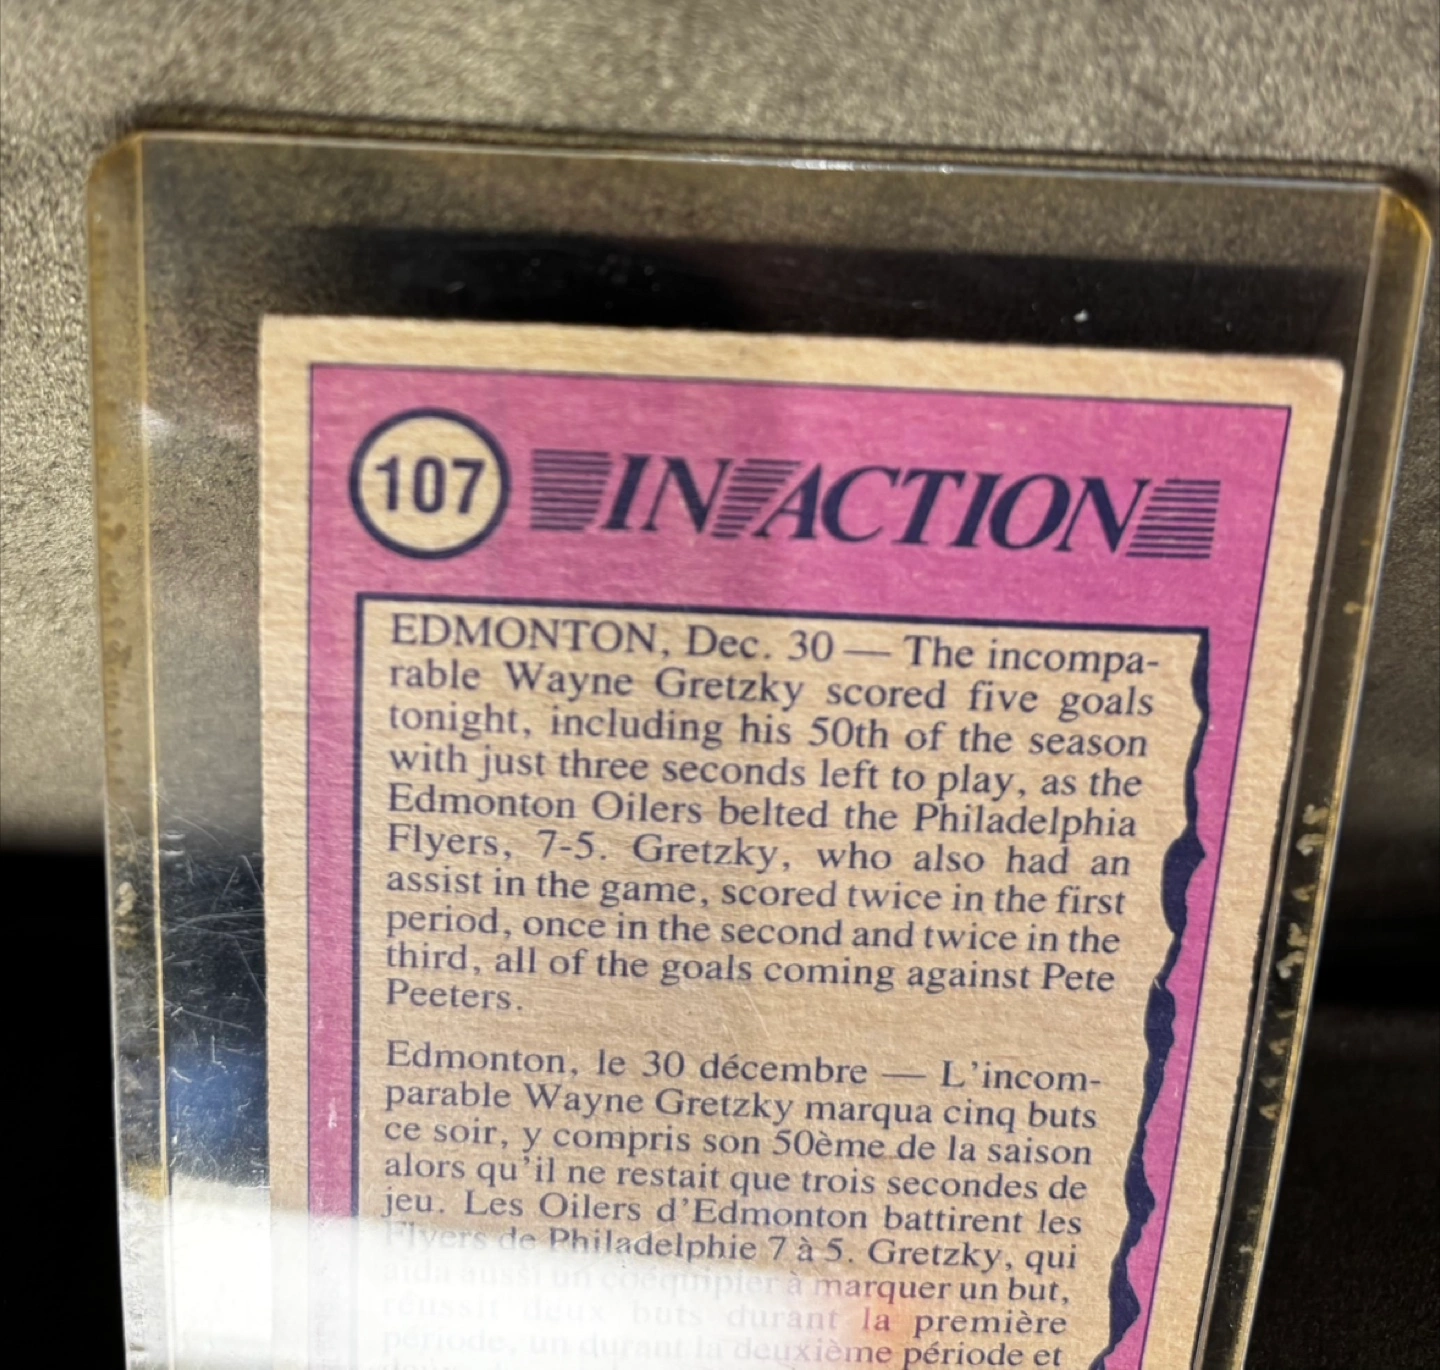 107 IN ACTION
EDMONTON, Dec. 30 — The incompa-
rable Wayne Gretzky scored five goals
tonight, including his 50th of the season
with just three seconds left to play, as the
Edmonton Oilers belted the Philadelphia
Flyers, 7-5. Gretzky, who also had an
assist in the game, scored twice in the first
period, once in the second and twice in the
third, all of the goals coming against Pete
Peeters.
Edmonton, le 30 décembre — L'incom-
parable Wayne Gretzky marqua cinq buts
ce soir, y compris son 50ème de la saison
alors qu'il ne restait que trois secondes de
jeu. Les Oilers d'Edmonton battirent les
Flyers de Philadelphie 7 à 5. Gretzky, qui
aida aussi un coéquipier à marquer un but,
réussit deux buts durant la première
période, un durant la deuxième période et